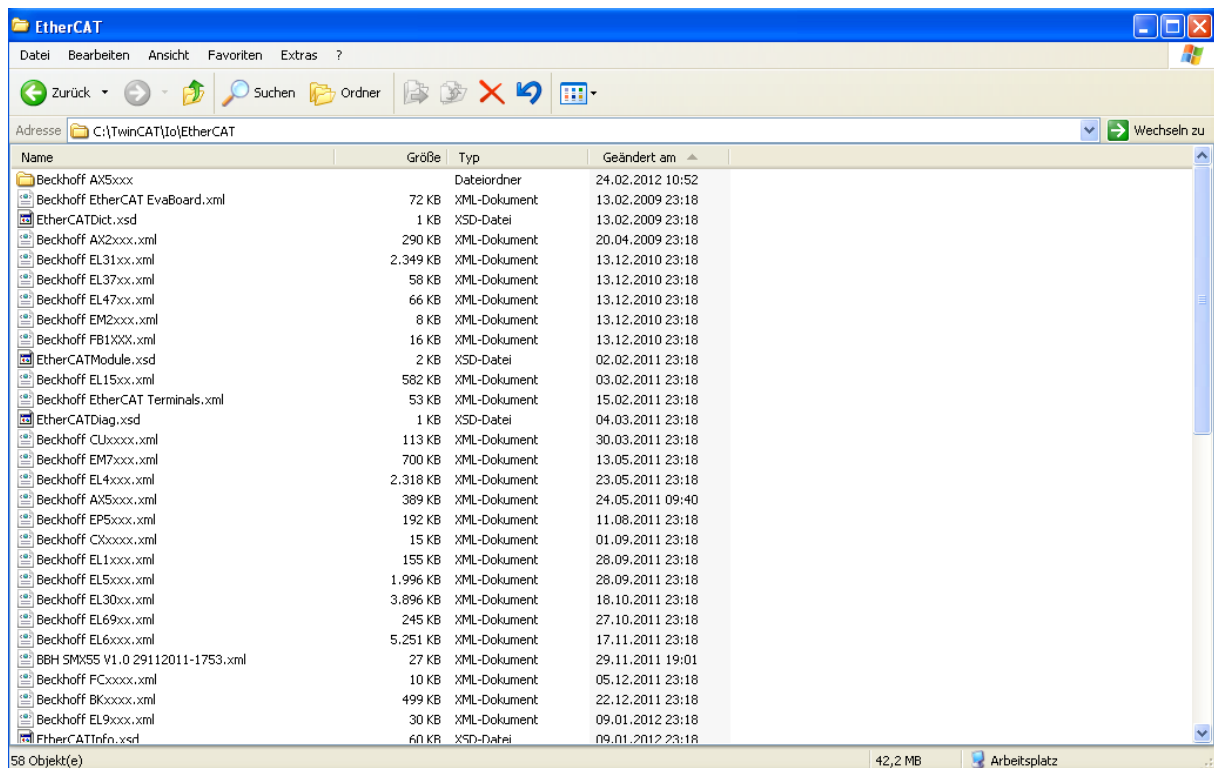 EtherCAT
Datei Bearbeiten Ansicht Favoriten Extras ?
Zurück Suchen Ordner
Adresse C:\TwinCAT\Io\EtherCAT Wechseln zu
Name Größe Typ Geändert am
Beckhoff AX5xxx Dateiordner 24.02.2012 10:52
Beckhoff EtherCAT EvaBoard.xml 72 KB XML-Dokument 13.02.2009 23:18
EtherCATDict.xsd 1 KB XSD-Datei 13.02.2009 23:18
Beckhoff AX2xxx.xml 290 KB XML-Dokument 20.04.2009 23:18
Beckhoff EL31xx.xml 2.349 KB XML-Dokument 13.12.2010 23:18
Beckhoff EL37xx.xml 58 KB XML-Dokument 13.12.2010 23:18
Beckhoff EL47xx.xml 66 KB XML-Dokument 13.12.2010 23:18
Beckhoff EM2xxx.xml 8 KB XML-Dokument 13.12.2010 23:18
Beckhoff FB1XXX.xml 16 KB XML-Dokument 13.12.2010 23:18
EtherCATModule.xsd 2 KB XSD-Datei 02.02.2011 23:18
Beckhoff EL15xx.xml 582 KB XML-Dokument 03.02.2011 23:18
Beckhoff EtherCAT Terminals.xml 53 KB XML-Dokument 15.02.2011 23:18
EtherCATDiag.xsd 1 KB XSD-Datei 04.03.2011 23:18
Beckhoff CUxxxx.xml 113 KB XML-Dokument 30.03.2011 23:18
Beckhoff EM7xxx.xml 700 KB XML-Dokument 13.05.2011 23:18
Beckhoff EL4xxx.xml 2.318 KB XML-Dokument 23.05.2011 23:18
Beckhoff AX5xxx.xml 389 KB XML-Dokument 24.05.2011 09:40
Beckhoff EP5xxx.xml 192 KB XML-Dokument 11.08.2011 23:18
Beckhoff CXxxxx.xml 15 KB XML-Dokument 01.09.2011 23:18
Beckhoff EL1xxx.xml 155 KB XML-Dokument 28.09.2011 23:18
Beckhoff EL5xxx.xml 1.996 KB XML-Dokument 28.09.2011 23:18
Beckhoff EL30xx.xml 3.896 KB XML-Dokument 18.10.2011 23:18
Beckhoff EL69xx.xml 245 KB XML-Dokument 27.10.2011 23:18
Beckhoff EL6xxx.xml 5.251 KB XML-Dokument 17.11.2011 23:18
BBH SMX55 V1.0 29112011-1753.xml 27 KB XML-Dokument 29.11.2011 19:01
Beckhoff FCxxxx.xml 10 KB XML-Dokument 05.12.2011 23:18
Beckhoff BKxxxx.xml 499 KB XML-Dokument 22.12.2011 23:18
Beckhoff EL9xxx.xml 30 KB XML-Dokument 09.01.2012 23:18
EtherCATInfo.xsd 60 KB XSD-Datei 09.01.2012 23:18
58 Objekt(e) 42,2 MB Arbeitsplatz